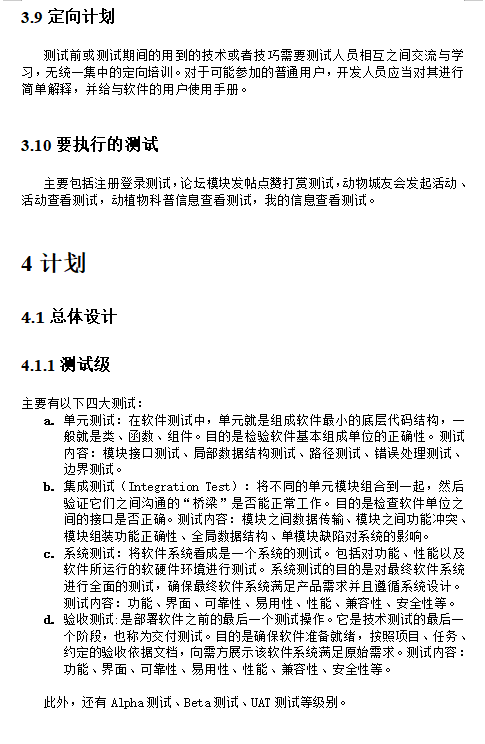 3.9 定向计划
测试前或测试期间的用到的技术或者技巧需要测试人员相互之间交流与学
习，无统一集中的定向培训。对于可能参加的普通用户，开发人员应当对其进行
简单解释，并给与软件的用户使用手册。
3.10 要执行的测试
主要包括注册登录测试，论坛模块发帖点赞打赏测试，动物城友会发起活动、
活动查看测试，动植物科普信息查看测试，我的信息查看测试。
4 计划
4.1 总体设计
4.1.1 测试级
主要有以下四大测试：
a. 单元测试：在软件测试中，单元就是组成软件最小的底层代码结构，一
般就是类、函数、组件。目的是检验软件基本组成单位的正确性。测试
内容：模块接口测试、局部数据结构测试、路径测试、错误处理测试、
边界测试。
b. 集成测试（Integration Test）：将不同的单元模块组合到一起，然后
验证它们之间沟通的“桥梁”是否能正常工作。目的是检查软件单位之
间的接口是否正确。测试内容：模块之间数据传输、模块之间功能冲突、
模块组装功能正确性、全局数据结构、单模块缺陷对系统的影响。
c. 系统测试：将软件系统看成是一个系统的测试。包括对功能、性能以及
软件所运行的软硬件环境进行测试。系统测试的目的是对最终软件系统
进行全面的测试，确保最终软件系统满足产品需求并且遵循系统设计。
测试内容：功能、界面、可靠性、易用性、性能、兼容性、安全性等。
d. 验收测试：是部署软件之前的最后一个测试操作。它是技术测试的最后一
个阶段，也称为交付测试。目的是确保软件准备就绪，按照项目、任务、
约定的验收依据文档，向需方展示该软件系统满足原始需求。测试内容：
功能、界面、可靠性、易用性、性能、兼容性、安全性等。
此外，还有 Alpha 测试、Beta 测试、UAT 测试等级别。